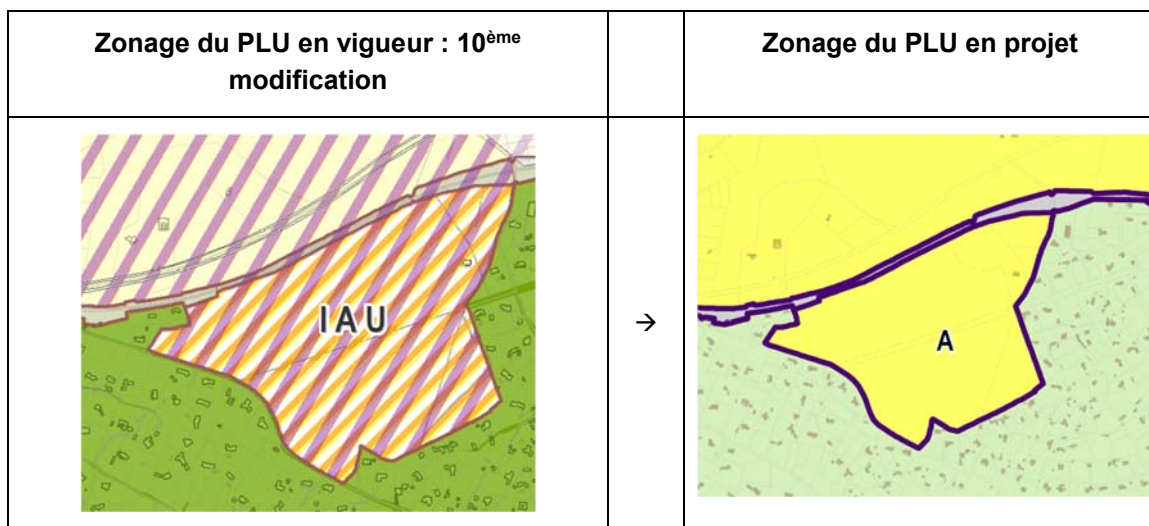 Zonage du PLU en vigueur : 10ème
modification
Zonage du PLU en projet
IAU
→
A